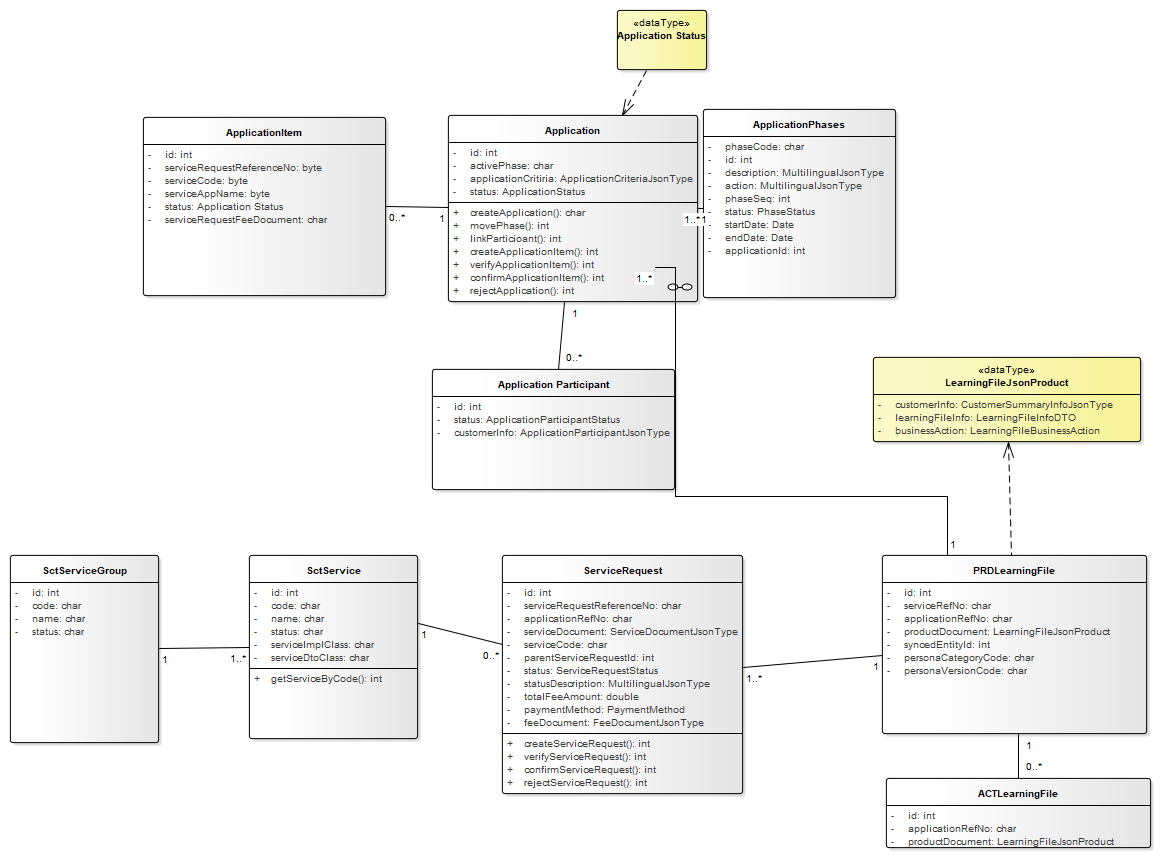 «dataType»
Application Status
ApplicationItem
- id: int
- serviceRequestReferenceNo: byte
- serviceCode: byte
- serviceAppName: byte
- status: Application Status
- serviceRequestFeeDocument: char
0..*
1
Application
- id: int
- activePhase: char
- applicationCritiria: ApplicationCriteriaJsonType
- status: ApplicationStatus
+ createApplication(): char
+ movePhase(): int
+ linkParticioant(): int
+ createApplicationItem(): int
+ verifyApplicationItem(): int
+ confirmApplicationItem(): int
+ rejectApplication(): int
1..*
1..*
1
ApplicationPhases
- phaseCode: char
- id: int
- description: MultilingualJsonType
- action: MultilingualJsonType
- phaseSeq: int
- status: PhaseStatus
- startDate: Date
- endDate: Date
- applicationId: int
1
0..*
Application Participant
- id: int
- status: ApplicationParticipantStatus
- customerInfo: ApplicationParticipantJsonType
«dataType»
LearningFileJsonProduct
- customerInfo: CustomerSummaryInfoJsonType
- learningFileInfo: LearningFileInfoDTO
- businessAction: LearningFileBusinessAction
1
SctServiceGroup
- id: int
- code: char
- name: char
- status: char
1
1..*
SctService
- id: int
- code: char
- name: char
- status: char
- serviceImplClass: char
- serviceDtoClass: char
+ getServiceByCode(): int
1
0..*
ServiceRequest
- id: int
- serviceRequestReferenceNo: char
- applicationRefNo: char
- serviceDocument: ServiceDocumentJsonType
- serviceCode: char
- parentServiceRequestId: int
- status: ServiceRequestStatus
- statusDescription: MultilingualJsonType
- totalFeeAmount: double
- paymentMethod: PaymentMethod
- feeDocument: FeeDocumentJsonType
+ createServiceRequest(): int
+ verifyServiceRequest(): int
+ confirmServiceRequest(): int
+ rejectServiceRequest(): int
1..*
1
PRDLearningFile
- id: int
- serviceRefNo: char
- applicationRefNo: char
- productDocument: LearningFileJsonProduct
- syncedEntityId: int
- personaCategoryCode: char
- personaVersionCode: char
1
0..*
ACTLearningFile
- id: int
- applicationRefNo: char
- productDocument: LearningFileJsonProduct